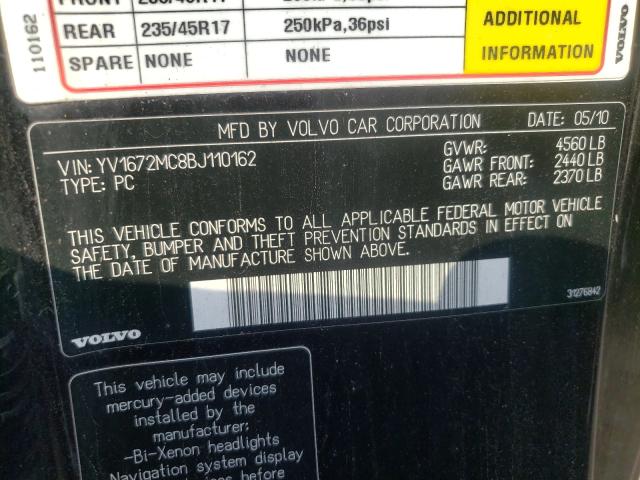 REAR 235/45R17 250kPa,36psi
SPARE NONE NONE
ADDITIONAL
INFORMATION
110162
VOLVO
MFD BY VOLVO CAR CORPORATION DATE: 05/10
VIN: YV1672MC8BJ110162
TYPE: PC
GVWR: 4560 LB
GAWR FRONT: 2440 LB
GAWR REAR: 2370 LB
THIS VEHICLE CONFORMS TO ALL APPLICABLE FEDERAL MOTOR VEHICLE
SAFETY, BUMPER AND THEFT PREVENTION STANDARDS IN EFFECT ON
THE DATE OF MANUFACTURE SHOWN ABOVE.
31276842
VOLVO
This vehicle may include
mercury-added devices
installed by the
manufacturer:
-Bi-Xenon headlights
Navigation system display